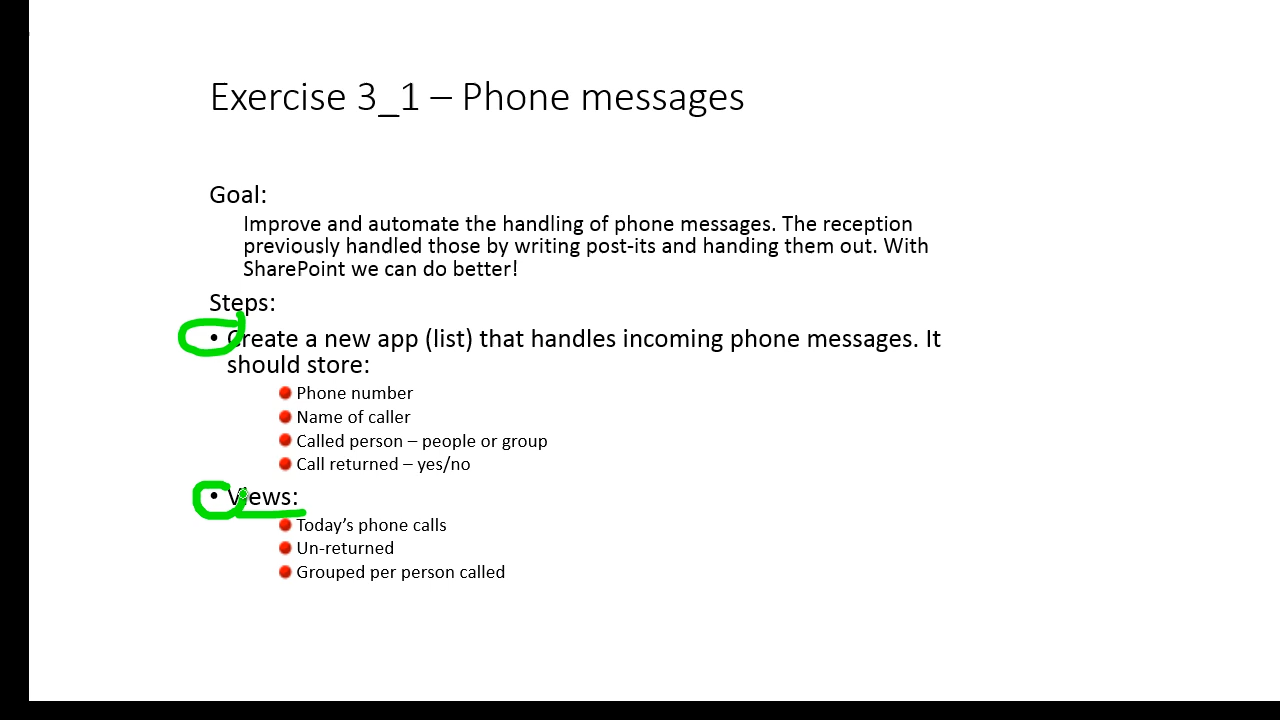 Exercise 3_1 – Phone messages
Goal:
Improve and automate the handling of phone messages. The reception
previously handled those by writing post-its and handing them out. With
SharePoint we can do better!
Steps:
• Create a new app (list) that handles incoming phone messages. It
should store:
Phone number
Name of caller
Called person – people or group
Call returned – yes/no
• Views:
Today’s phone calls
Un-returned
Grouped per person called